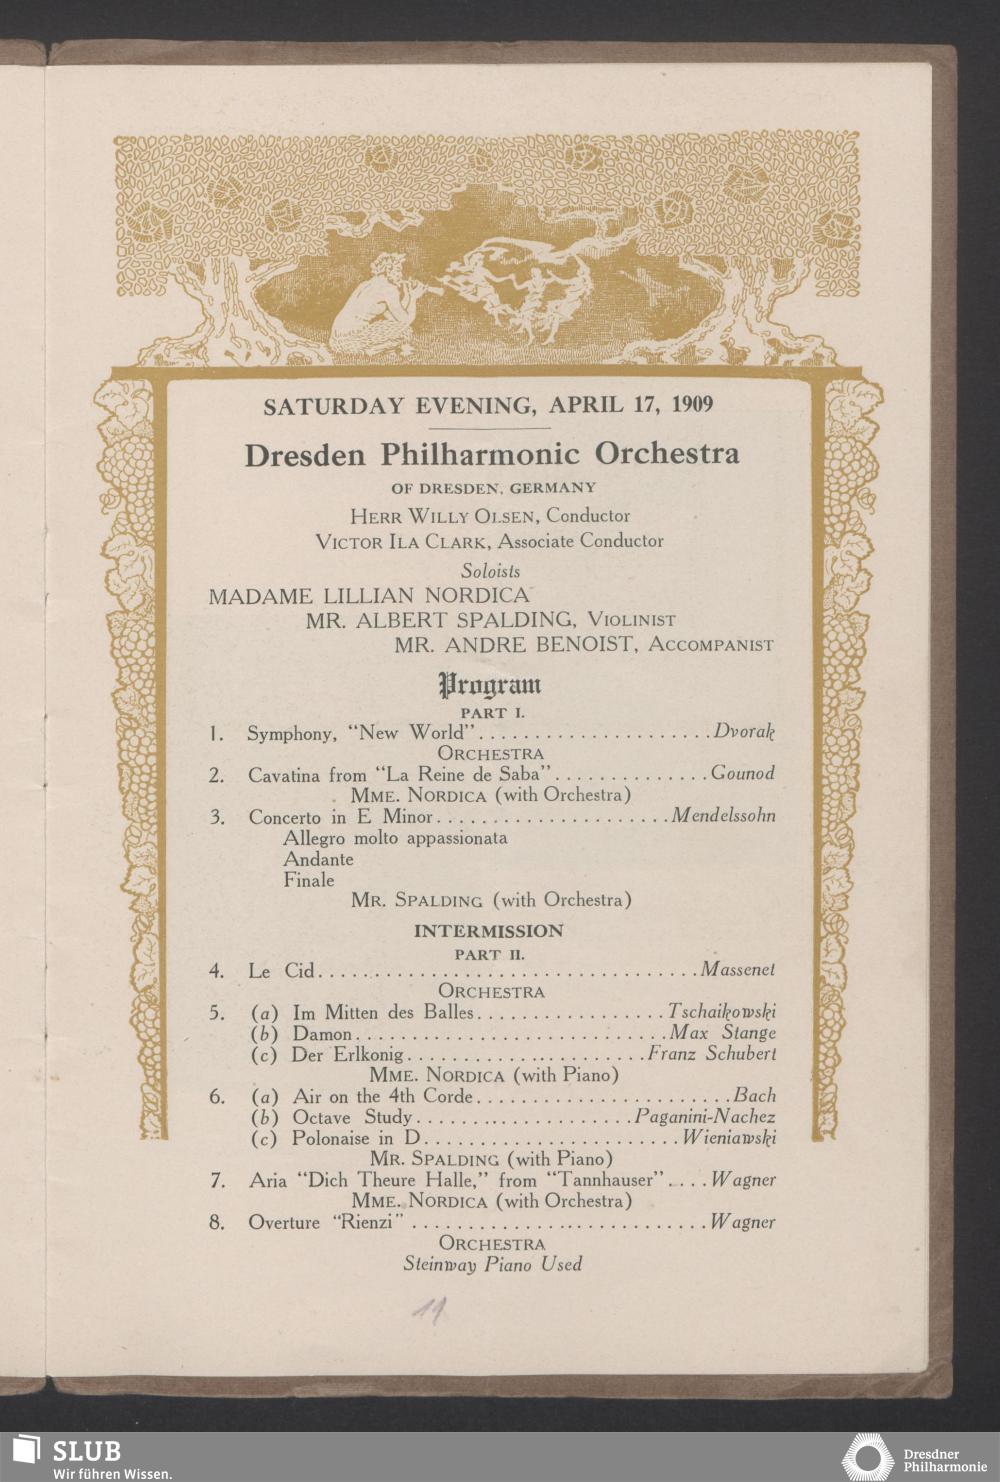 SATURDAY EVENING, APRIL 17, 1909
Dresden Philharmonic Orchestra
OF DRESDEN, GERMANY
HERR WILLY OLSEN, Conductor
VICTOR ILA CLARK, Associate Conductor
Soloists
MADAME LILLIAN NORDICA
MR. ALBERT SPALDING, VIOLINIST
MR. ANDRE BENOIST, ACCOMPANIST
Program
PART I.
1. Symphony, "New World"......................Dvorak
ORCHESTRA
2. Cavatina from "La Reine de Saba"..............Gounod
MME. NORDICA (with Orchestra)
3. Concerto in E Minor.....................Mendelssohn
Allegro molto appassionata
Andante
Finale
MR. SPALDING (with Orchestra)
INTERMISSION
PART II.
4. Le Cid..................................Massenet
ORCHESTRA
5. (a) Im Mitten des Balles.................Tschaikowski
(b) Damon............................Max Stange
(c) Der Erlkonig......................Franz Schubert
MME. NORDICA (with Piano)
6. (a) Air on the 4th Corde.......................Bach
(b) Octave Study....................Paganini-Nachez
(c) Polonaise in D.......................Wieniawski
MR. SPALDING (with Piano)
7. Aria "Dich Theure Halle," from "Tannhauser"....Wagner
MME. NORDICA (with Orchestra)
8. Overture "Rienzi" ...........................Wagner
ORCHESTRA
Steinway Piano Used
11
SLUB
Wir führen Wissen.
Dresdner
Philharmonie